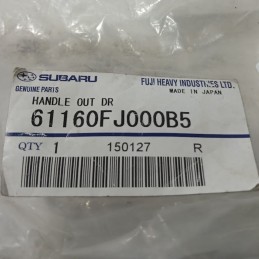 SUBARU
FUJI HEAVY INDUSTRIES LTD.
GENUINE PARTS
MADE IN JAPAN
HANDLE OUT DR
61160FJ000B5
QTY 1 150127 R